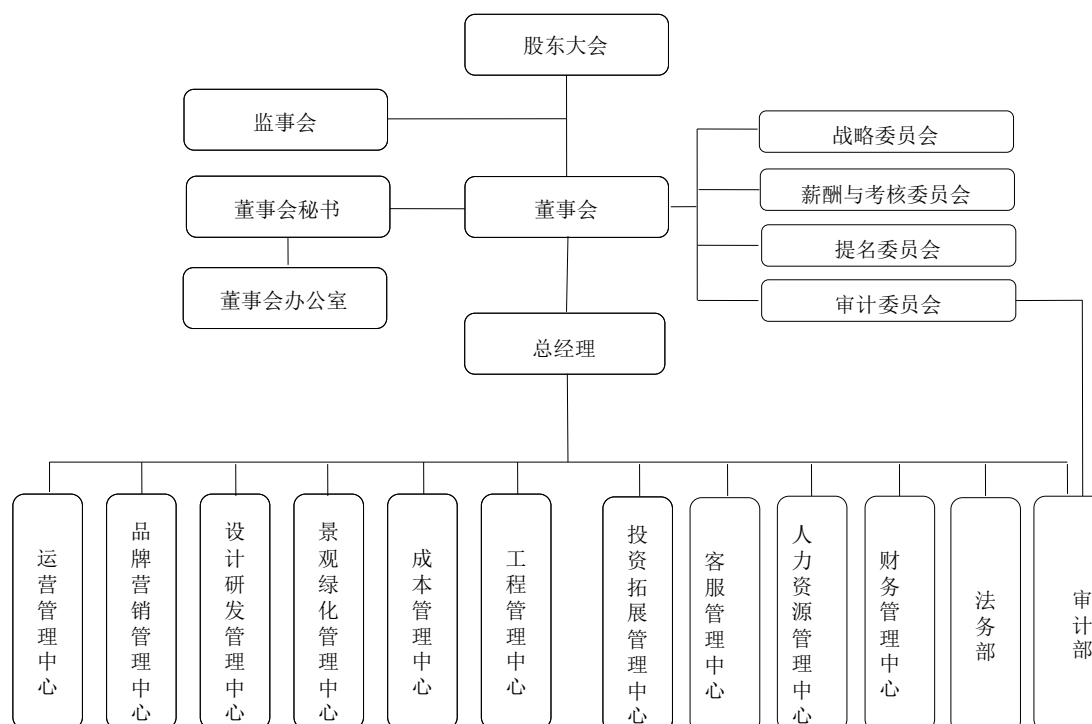 股东大会
监事会
战略委员会
薪酬与考核委员会
董事会秘书
董事会
提名委员会
董事会办公室
审计委员会
总经理
运营管理中心
品牌营销管理中心
设计研发管理中心
景观绿化管理中心
成本管理中心
工程管理中心
投资拓展管理中心
客服管理中心
人力资源管理中心
财务管理中心
法务部
审计部